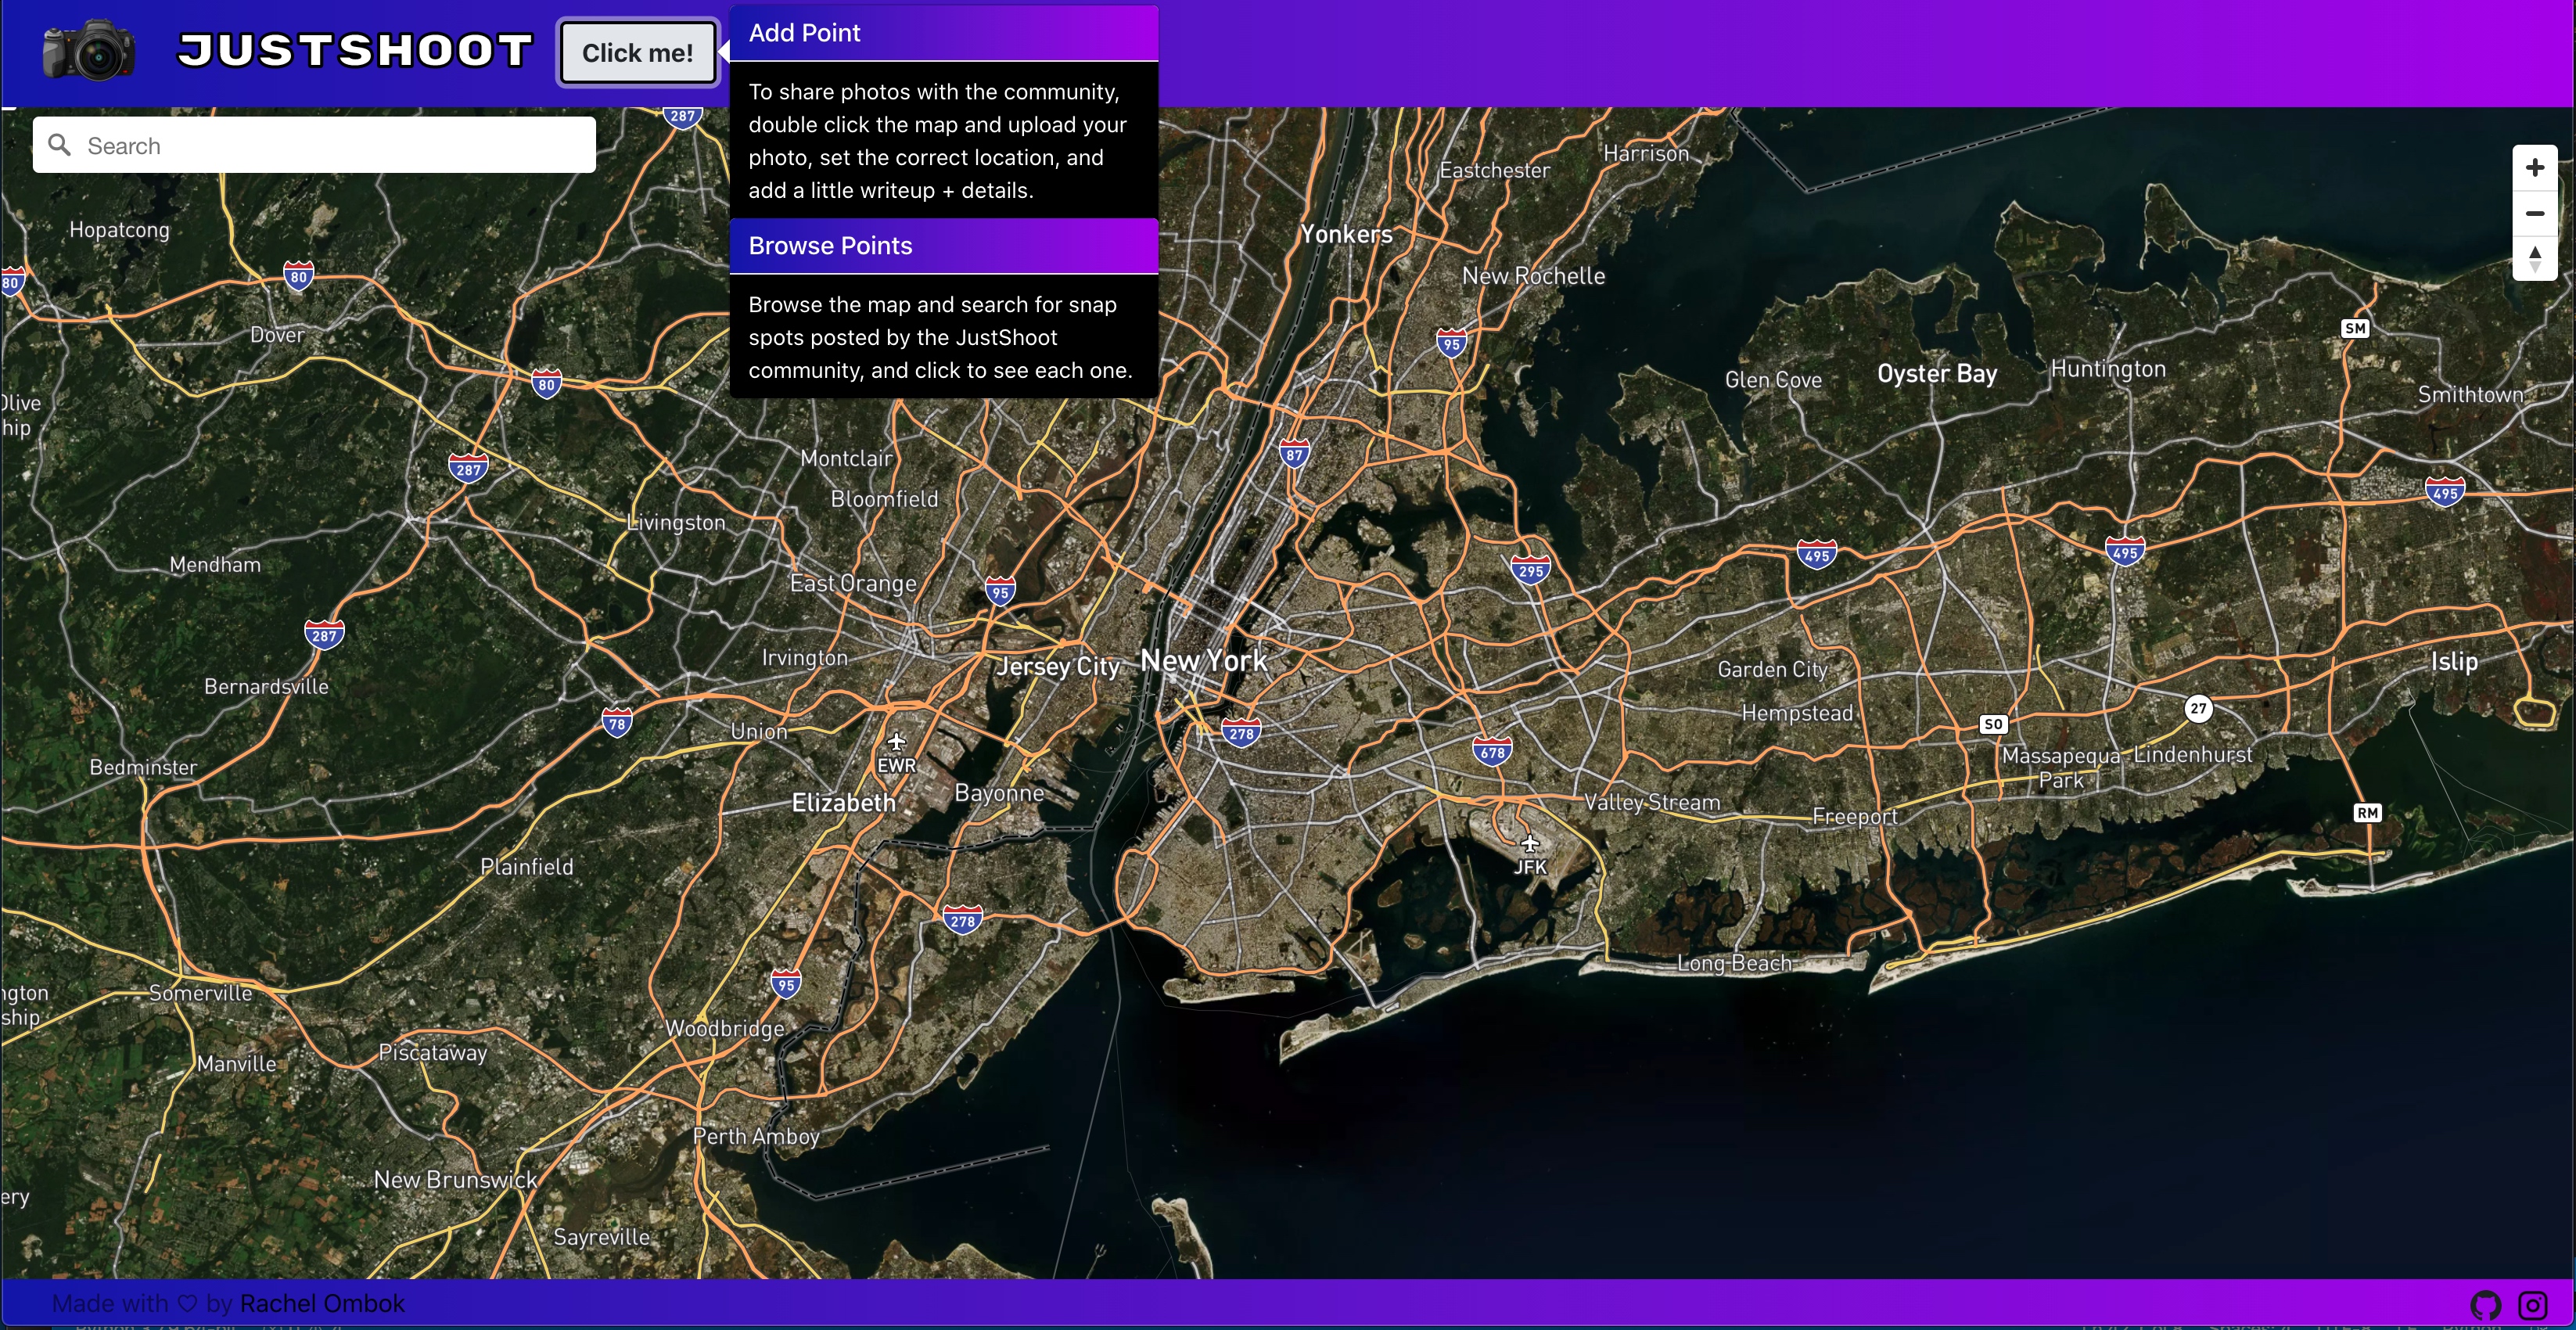 JUSTSHOOT
Click me!
Add Point
To share photos with the community,
double click the map and upload your
photo, set the correct location, and
add a little writeup + details.
Browse Points
Browse the map and search for snap
spots posted by the JustShoot
community, and click to see each one.
Search
287
Harrison
Eastchester
Hopatcong
Yonkers
80
80
New Rochelle
Dover
95
SM
80
Glen Cove
Oyster Bay
Huntington
Smithtown
Olive
hip
87
Montclair
287
495
Bloomfield
Livingston
Mendham
495
495
295
East Orange
95
287
Irvington
Jersey City
New York
Garden City
Islip
Bernardsville
27
Hempstead
78
Union
SO
278
678
EWR
Massapequa
Park
Lindenhurst
Bedminster
Elizabeth
Bayonne
Valley Stream
Freeport
RM
Plainfield
JFK
278
Long Beach
95
ngton
ship
Somerville
Woodbridge
Piscataway
Manville
Perth Amboy
New Brunswick
ery
Sayreville
Made with ♡ by Rachel Ombok